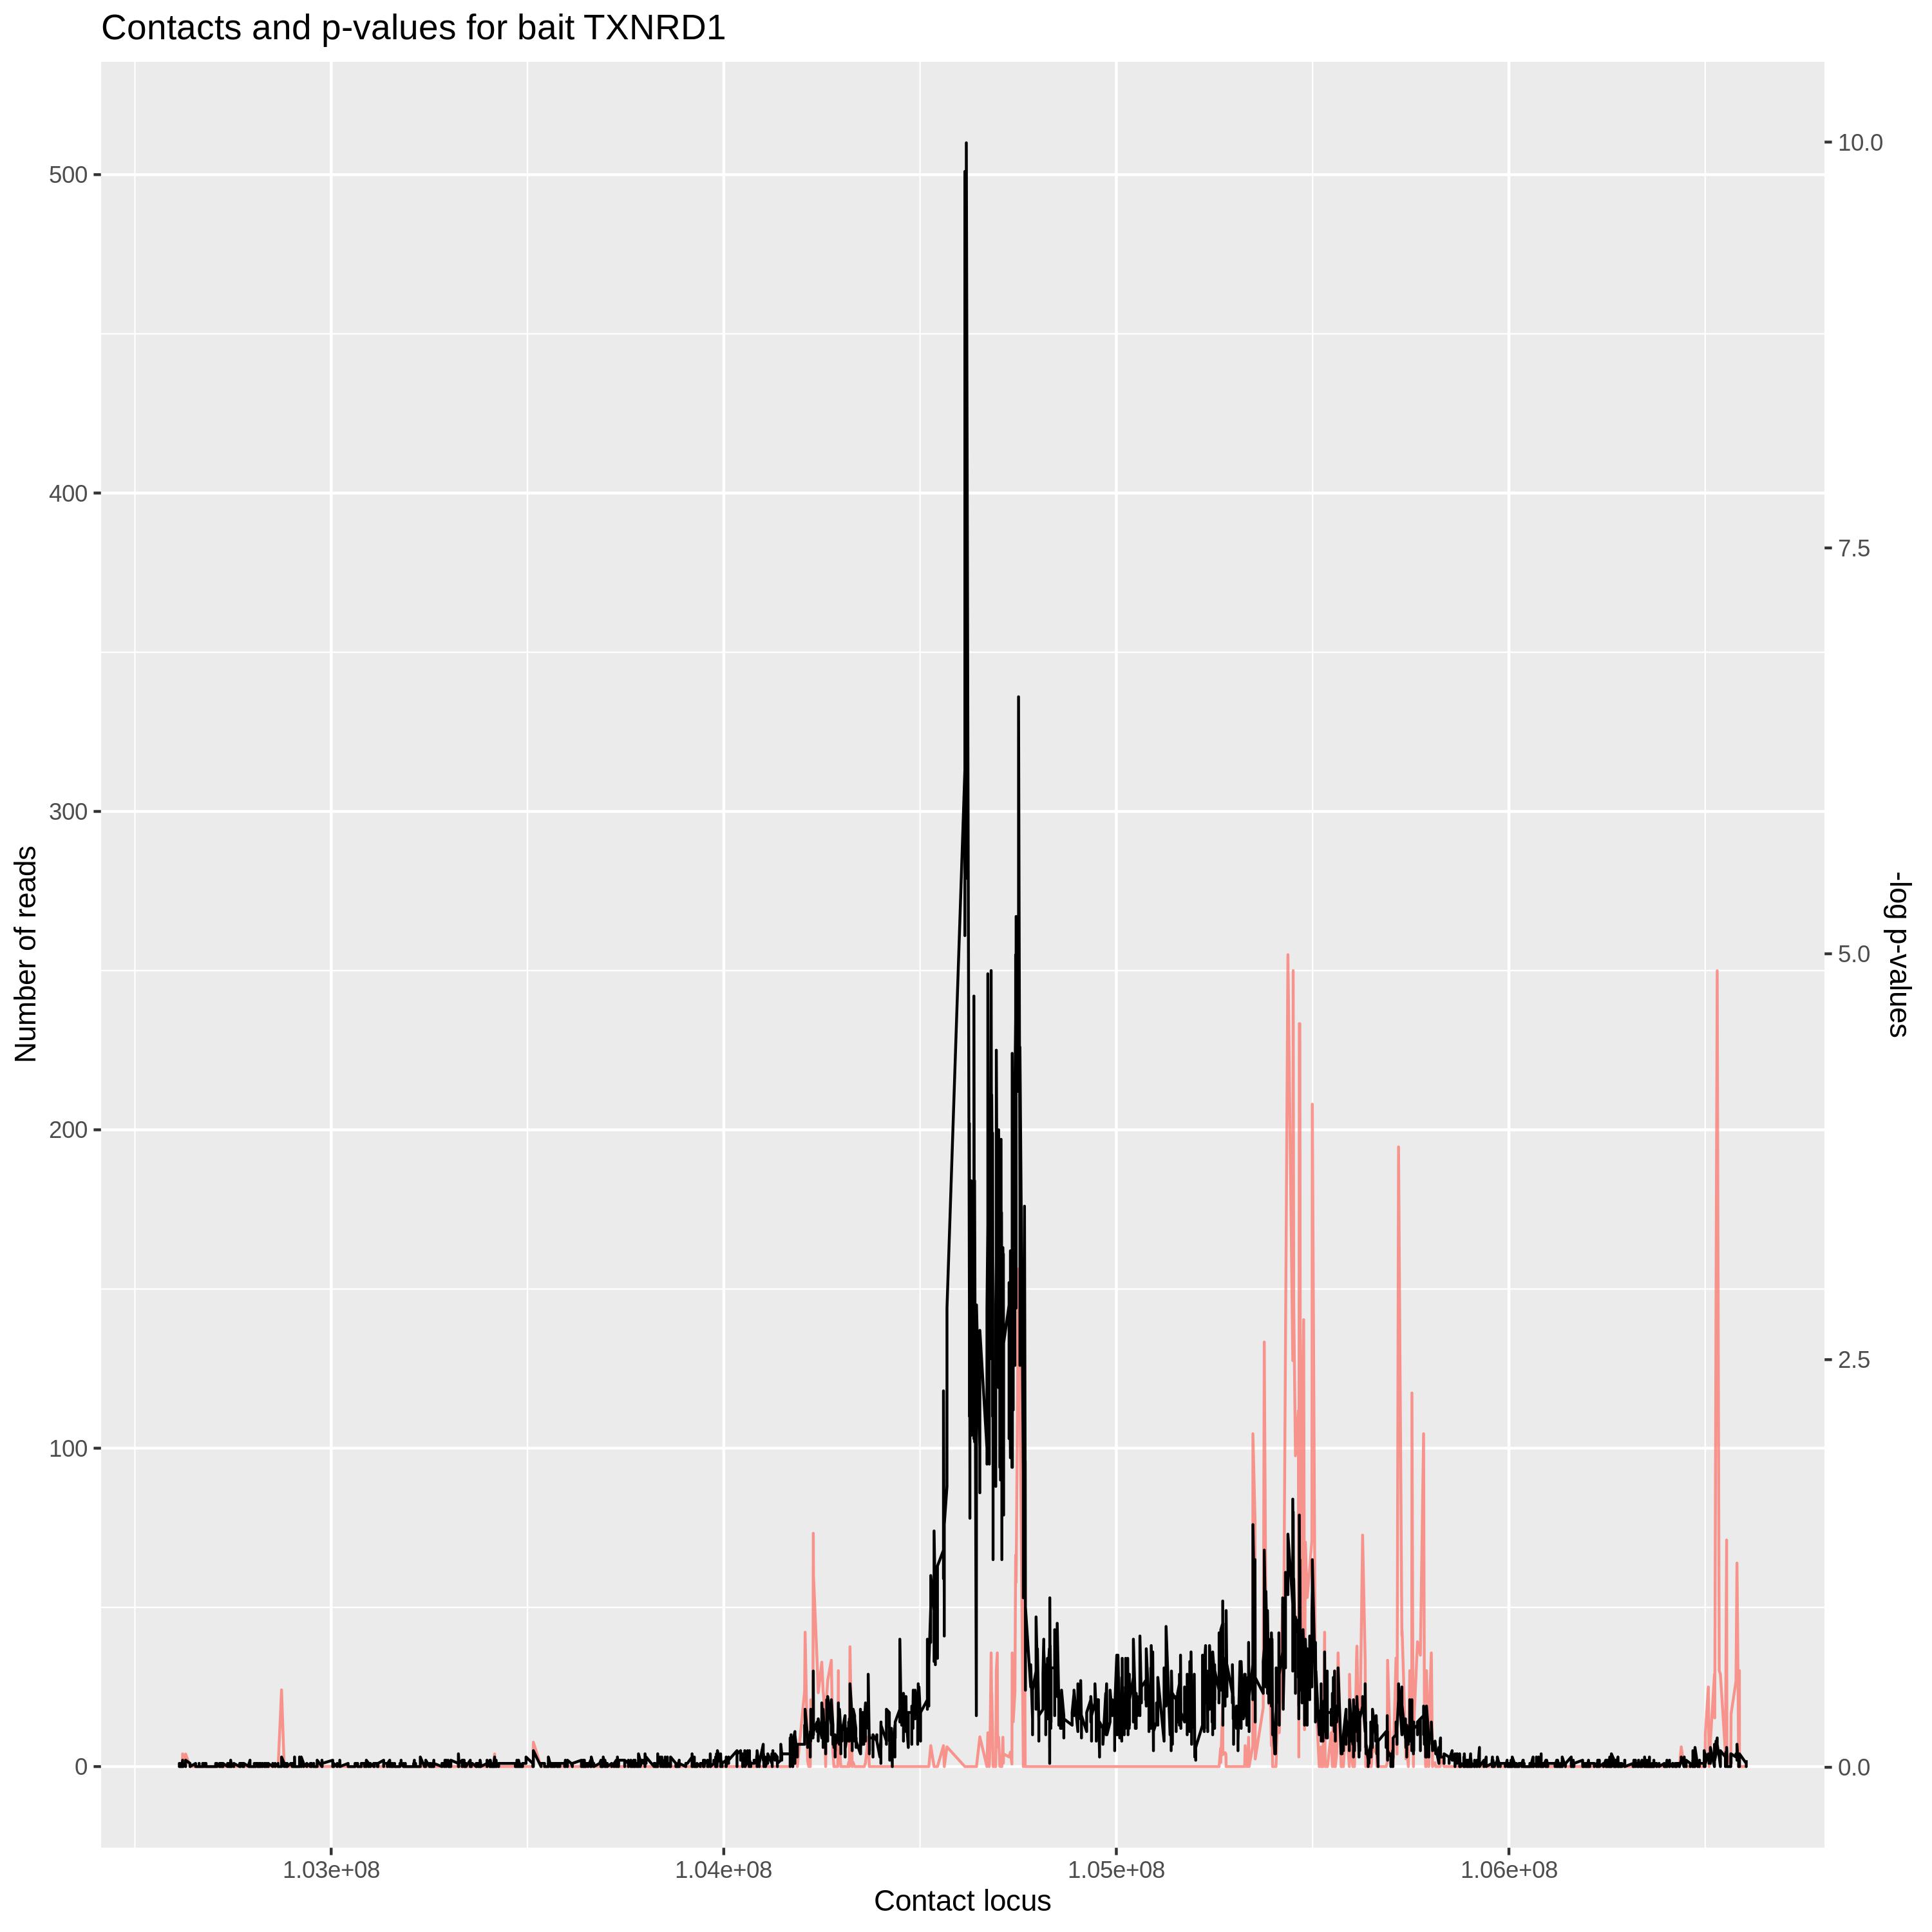 Contacts and p-values for bait TXNRD1
500
400
300
200
100
0
Number of reads
10.0
7.5
5.0
2.5
0.0
-log p-values
1.03e+08
1.04e+08
1.05e+08
1.06e+08
Contact locus